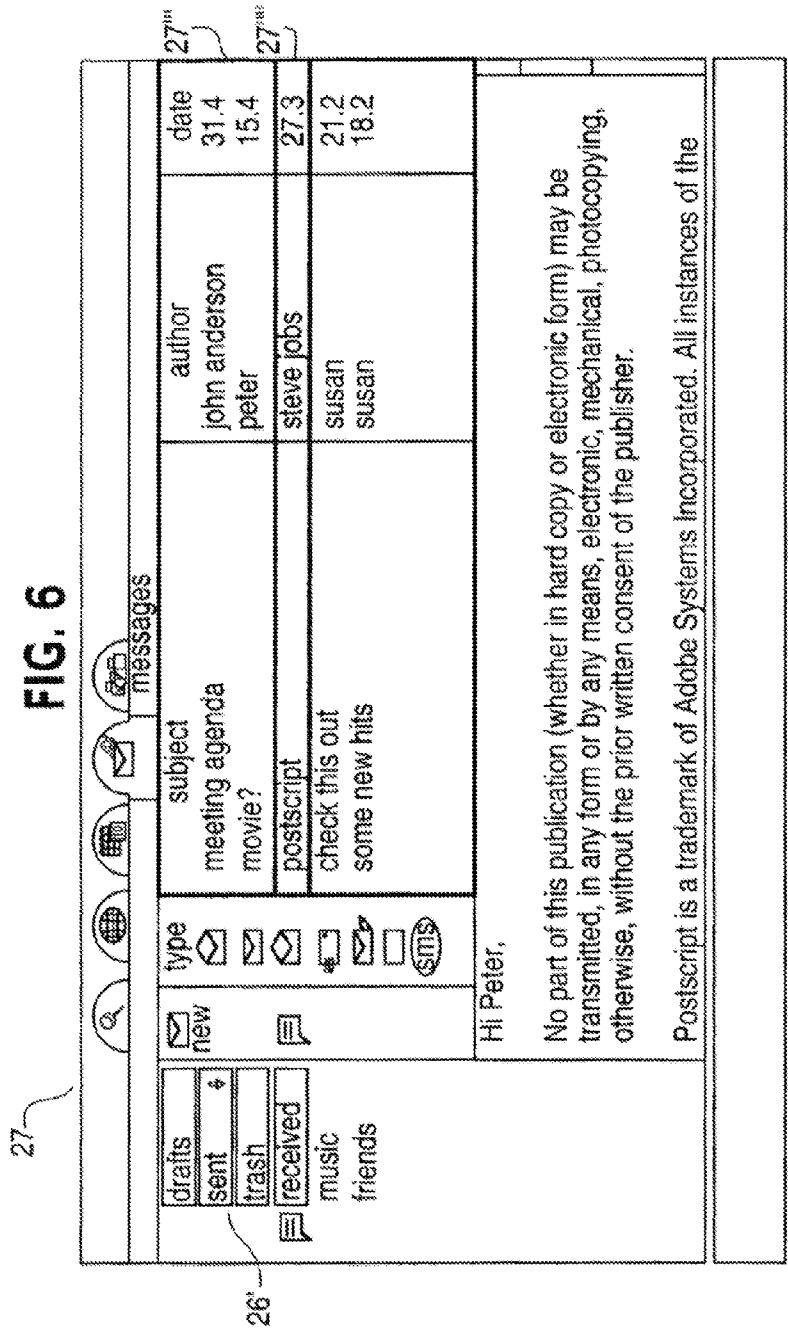 FIG. 6
27
messages
drafts
sent
trash
received
music
friends
26'
new
type
sms
subject author date
meeting agenda john anderson 31.4
movie? peter 15.4
postscript steve jobs 27.3
check this out susan 21.2
some new hits susan 18.2
Hi Peter,
No part of this publication (whether in hard copy or electronic form) may be
transmitted, in any form or by any means, electronic, mechanical, photocopying,
otherwise, without the prior written consent of the publisher.
Postscript is a trademark of Adobe Systems Incorporated. All instances of the
27'''
27''''